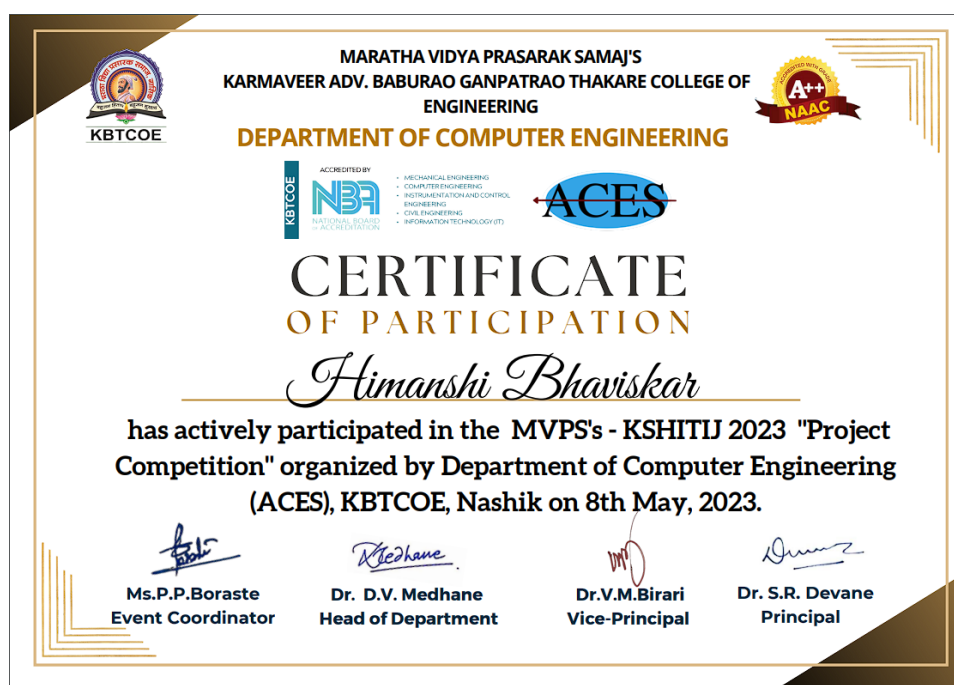 MARATHA VIDYA PRASARAK SAMAJ'S
KARMAVEER ADV. BABURAO GANPATRAO THAKARE COLLEGE OF
ENGINEERING
DEPARTMENT OF COMPUTER ENGINEERING
KBTCOE
ACCREDITED WITH GRADE
A++
NAAC
KBTCOE
ACCREDITED BY
NBA
NATIONAL BOARD
OF ACCREDITATION
• MECHANICAL ENGINEERING
• COMPUTER ENGINEERING
• INSTRUMENTATION AND CONTROL
ENGINEERING
• CIVIL ENGINEERING
• INFORMATION TECHNOLOGY (IT)
ACES
CERTIFICATE
OF PARTICIPATION
Himanshi Bhaviskar
has actively participated in the MVPS's - KSHITIJ 2023 "Project
Competition" organized by Department of Computer Engineering
(ACES), KBTCOE, Nashik on 8th May, 2023.
Medhane
Ms.P.P.Boraste
Event Coordinator
Dr. D.V. Medhane
Head of Department
Dr.V.M.Birari
Vice-Principal
Dr. S.R. Devane
Principal